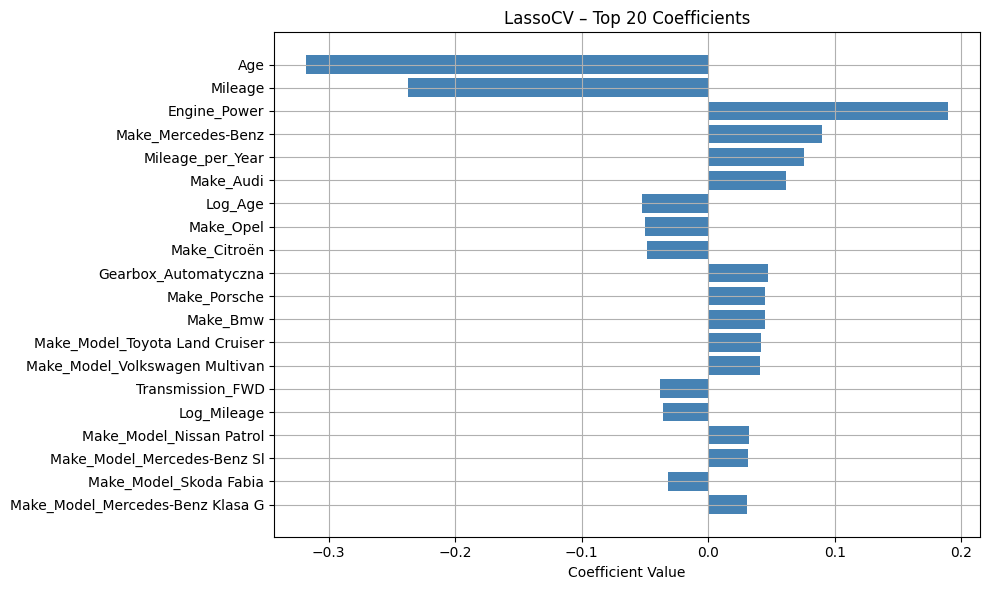 LassoCV – Top 20 Coefficients
Age
Mileage
Engine_Power
Make_Mercedes-Benz
Mileage_per_Year
Make_Audi
Log_Age
Make_Opel
Make_Citroën
Gearbox_Automatyczna
Make_Porsche
Make_Bmw
Make_Model_Toyota Land Cruiser
Make_Model_Volkswagen Multivan
Transmission_FWD
Log_Mileage
Make_Model_Nissan Patrol
Make_Model_Mercedes-Benz Sl
Make_Model_Skoda Fabia
Make_Model_Mercedes-Benz Klasa G
−0.3 −0.2 −0.1 0.0 0.1 0.2
Coefficient Value